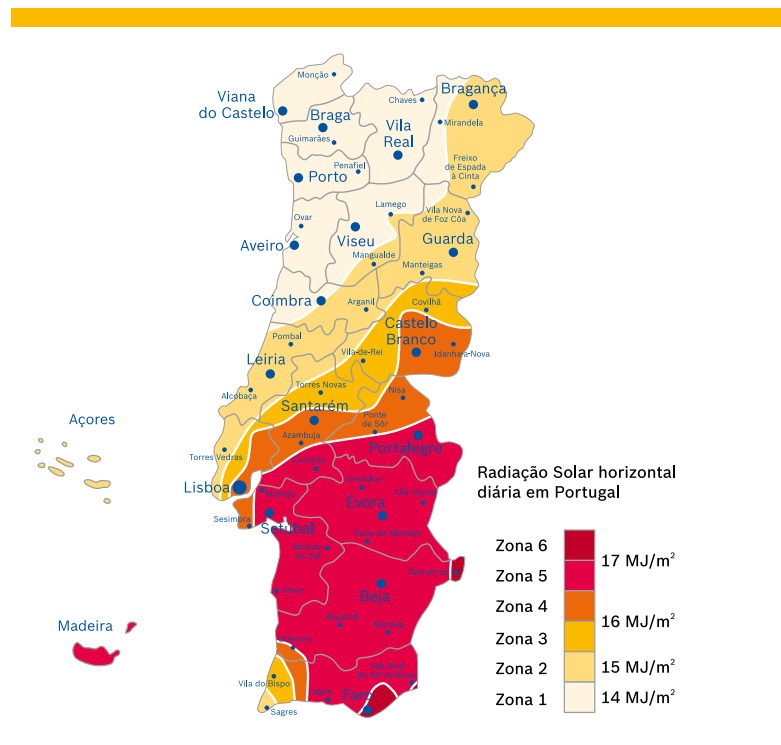 Monção
Bragança
Viana
do Castelo
Chaves
Braga
Vila
Real
Mirandela
Guimarães
Penafiel
Freixo
de Espada
à Cinta
Porto
Lamego
Vila Nova
de Foz Côa
Ovar
Aveiro
Viseu
Guarda
Mangualde
Manteigas
Coimbra
Arganil
Covilhã
Castelo
Branco
Pombal
Vila-de-Rei
Idanha-a-Nova
Leiria
Torres Novas
Nisa
Alcobaça
Santarém
Ponte
de Sôr
Açores
Azambuja
Portalegre
Torres Vedras
Lisboa
Vila Viçosa
Évora
Sesimbra
Setúbal
Beja
Madeira
Mértola
Vila do Bispo
Faro
Sagres
Radiação Solar horizontal
diária em Portugal
Zona 6
17 MJ/m²
Zona 5
Zona 4
16 MJ/m²
Zona 3
Zona 2
15 MJ/m²
Zona 1
14 MJ/m²